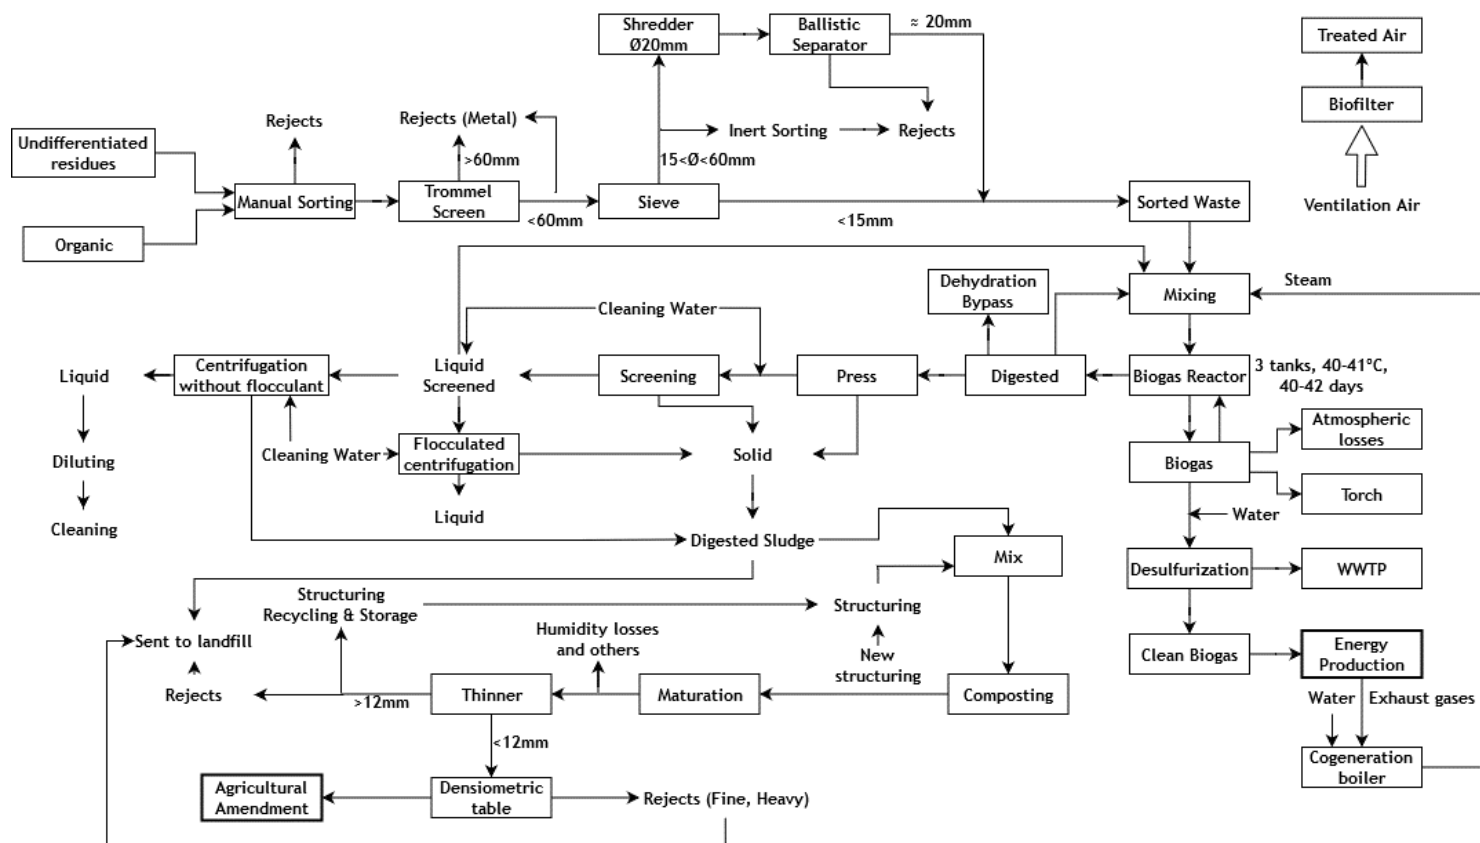 Shredder
Ø20mm
Ballistic
Separator
≈ 20mm
Treated Air
Biofilter
Ventilation Air
Undifferentiated
residues
Organic
Rejects
Manual Sorting
Rejects (Metal)
>60mm
Trommel
Screen
<60mm
15<Ø<60mm
Sieve
Inert Sorting
Rejects
<15mm
Sorted Waste
Steam
Mixing
Dehydration
Bypass
Cleaning Water
Liquid
Centrifugation
without flocculant
Liquid
Screened
Screening
Press
Digested
Biogas Reactor
3 tanks, 40-41ºC,
40-42 days
Atmospheric
losses
Diluting
Cleaning Water
Flocculated
centrifugation
Solid
Biogas
Torch
Cleaning
Liquid
Water
Digested Sludge
Mix
Desulfurization
WWTP
Structuring
Recycling & Storage
Structuring
Sent to landfill
Humidity losses
and others
New
structuring
Clean Biogas
Energy
Production
Rejects
>12mm
Thinner
Maturation
Composting
Water
Exhaust gases
<12mm
Cogeneration
boiler
Agricultural
Amendment
Densiometric
table
Rejects (Fine, Heavy)